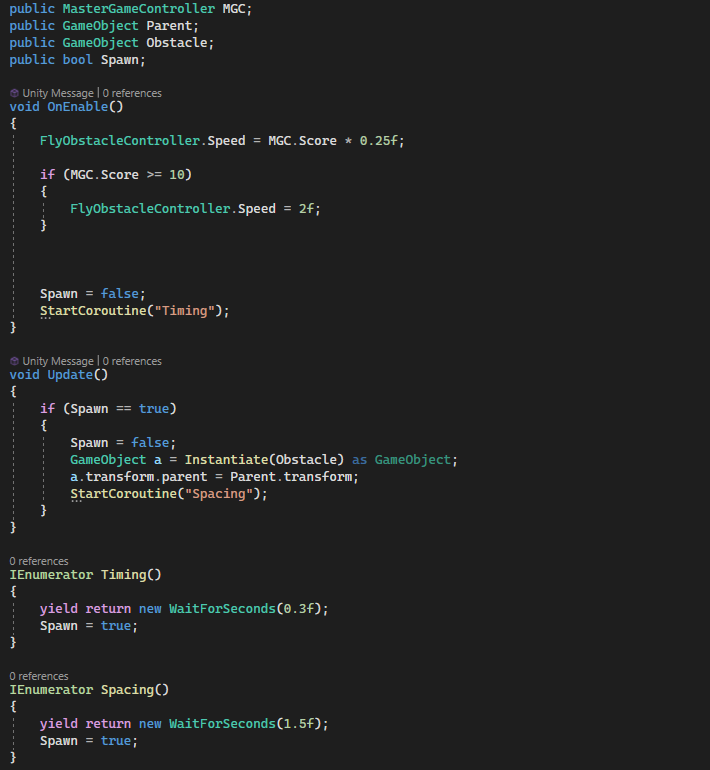 public MasterGameController MGC;
public GameObject Parent;
public GameObject Obstacle;
public bool Spawn;
Unity Message | 0 references
void OnEnable()
{
FlyObstacleController.Speed = MGC.Score * 0.25f;
if (MGC.Score >= 10)
{
FlyObstacleController.Speed = 2f;
}
Spawn = false;
StartCoroutine("Timing");
}
Unity Message | 0 references
void Update()
{
if (Spawn == true)
{
Spawn = false;
GameObject a = Instantiate(Obstacle) as GameObject;
a.transform.parent = Parent.transform;
StartCoroutine("Spacing");
}
}
0 references
IEnumerator Timing()
{
yield return new WaitForSeconds(0.3f);
Spawn = true;
}
0 references
IEnumerator Spacing()
{
yield return new WaitForSeconds(1.5f);
Spawn = true;
}